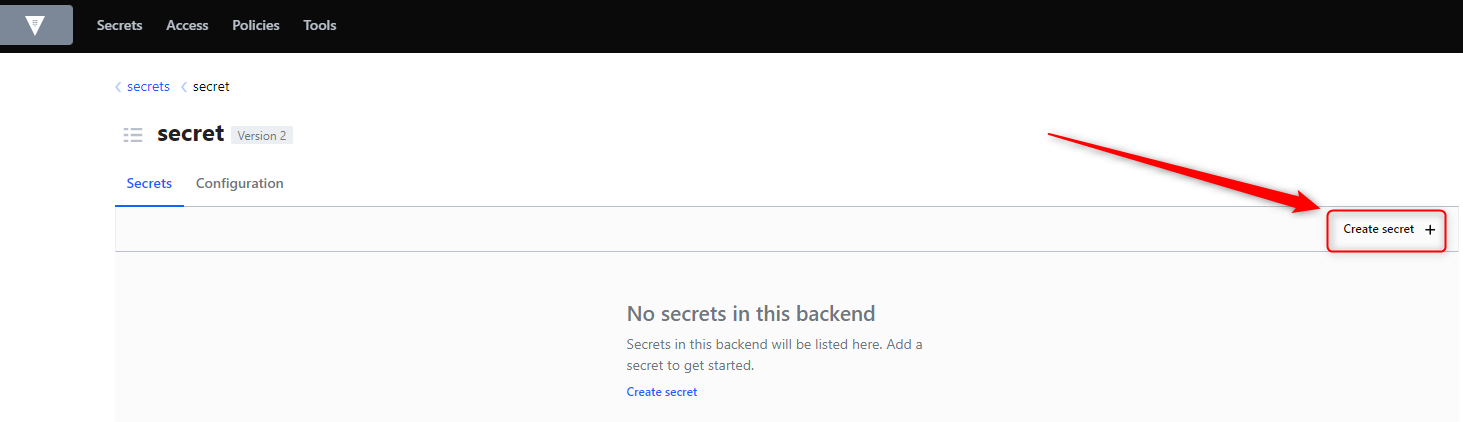 Secrets Access Policies Tools
secrets secret
secret Version 2
Secrets Configuration
Create secret +
No secrets in this backend
Secrets in this backend will be listed here. Add a
secret to get started.
Create secret